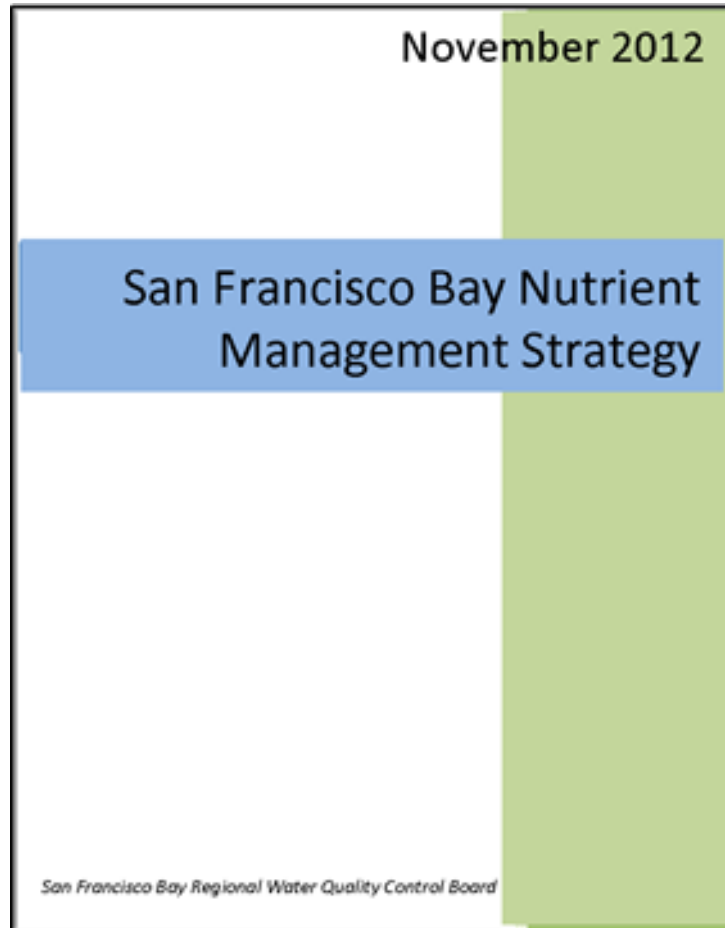 November 2012
San Francisco Bay Nutrient
Management Strategy
San Francisco Bay Regional Water Quality Control Board